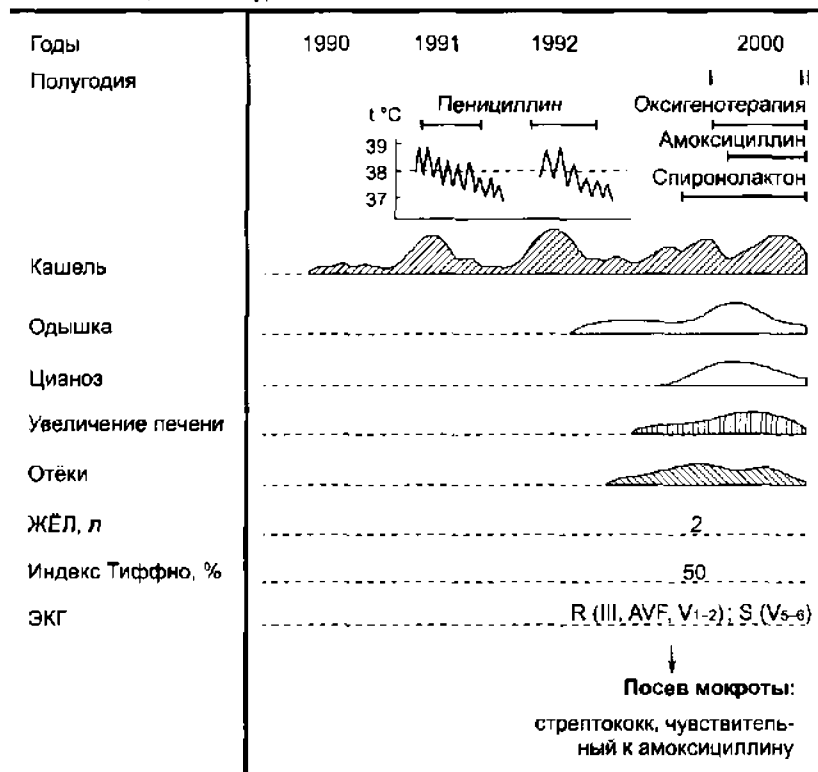 Годы 1990 1991 1992 2000
Полугодия I II
Пенициллин Оксигенотерапия
t °C
Амоксициллин
39
38
Спиронолактон
37
Кашель
Одышка
Цианоз
Увеличение печени
Отёки
ЖЁЛ, л 2
Индекс Тиффно, % 50
ЭКГ R (III, AVF, V1–2); S (V5–6)
Посев мокроты:
стрептококк, чувствитель-
ный к амоксициллину